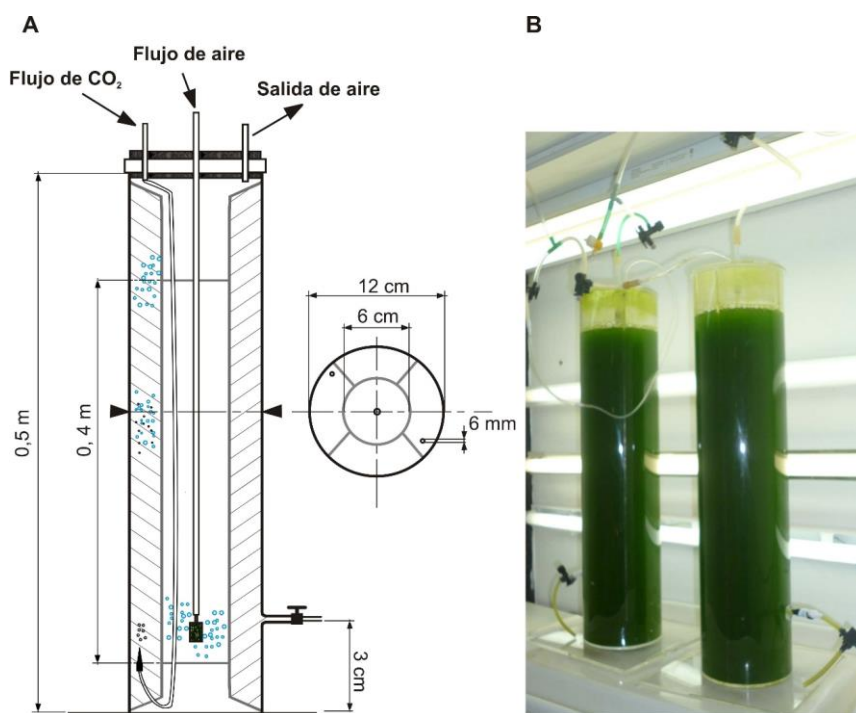 A
B
Flujo de aire
Flujo de CO₂
Salida de aire
12 cm
6 cm
6 mm
0,5 m
0, 4 m
3 cm